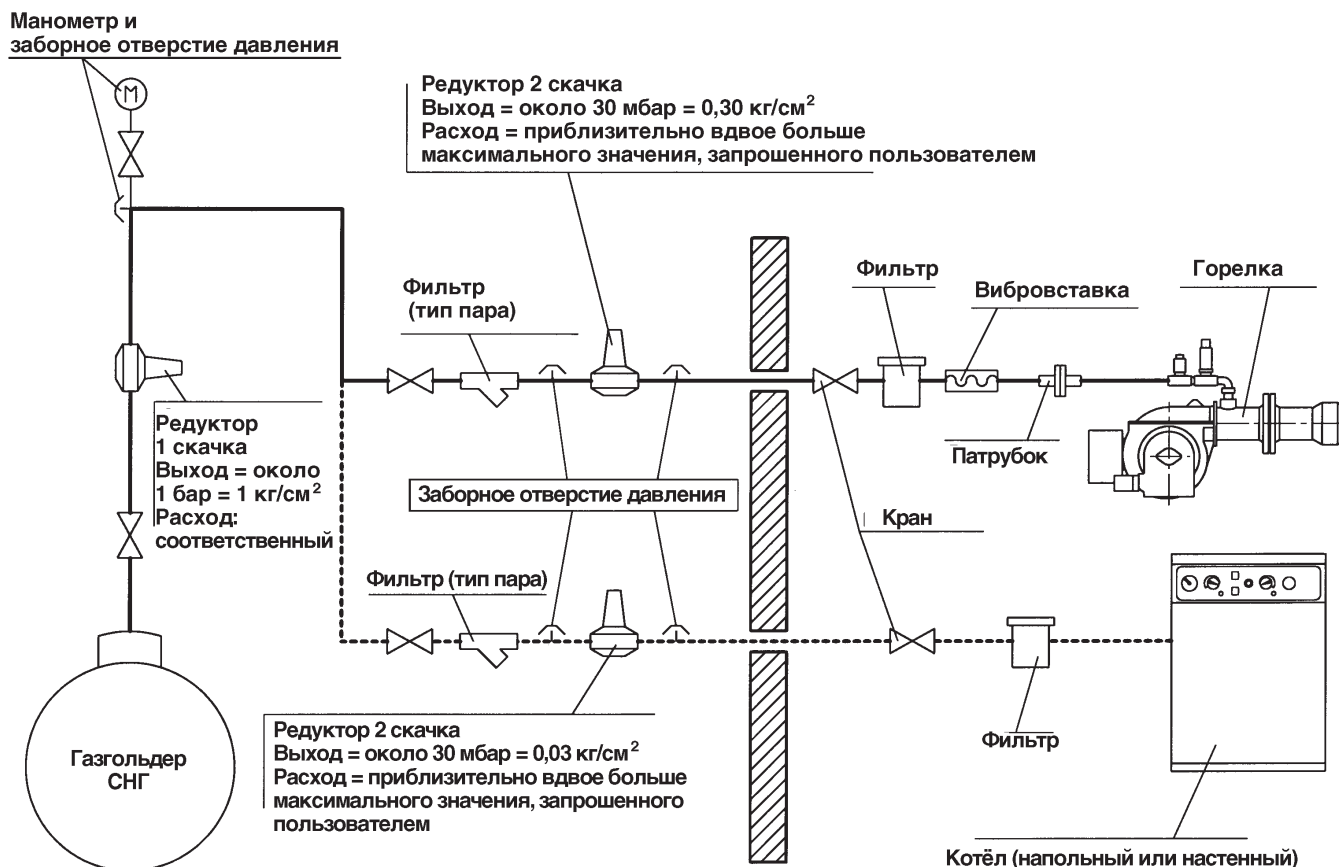 Манометр и
заборное отверстие давления
М
Редуктор 2 скачка
Выход = около 30 мбар = 0,30 кг/см²
Расход = приблизительно вдвое больше
максимального значения, запрошенного пользователем
Фильтр
(тип пара)
Фильтр
Вибровставка
Горелка
Редуктор
1 скачка
Выход = около
1 бар = 1 кг/см²
Расход:
соответственный
Патрубок
Заборное отверстие давления
Кран
Фильтр (тип пара)
Газгольдер
СНГ
Редуктор 2 скачка
Выход = около 30 мбар = 0,03 кг/см²
Расход = приблизительно вдвое больше
максимального значения, запрошенного
пользователем
Фильтр
Котёл (напольный или настенный)